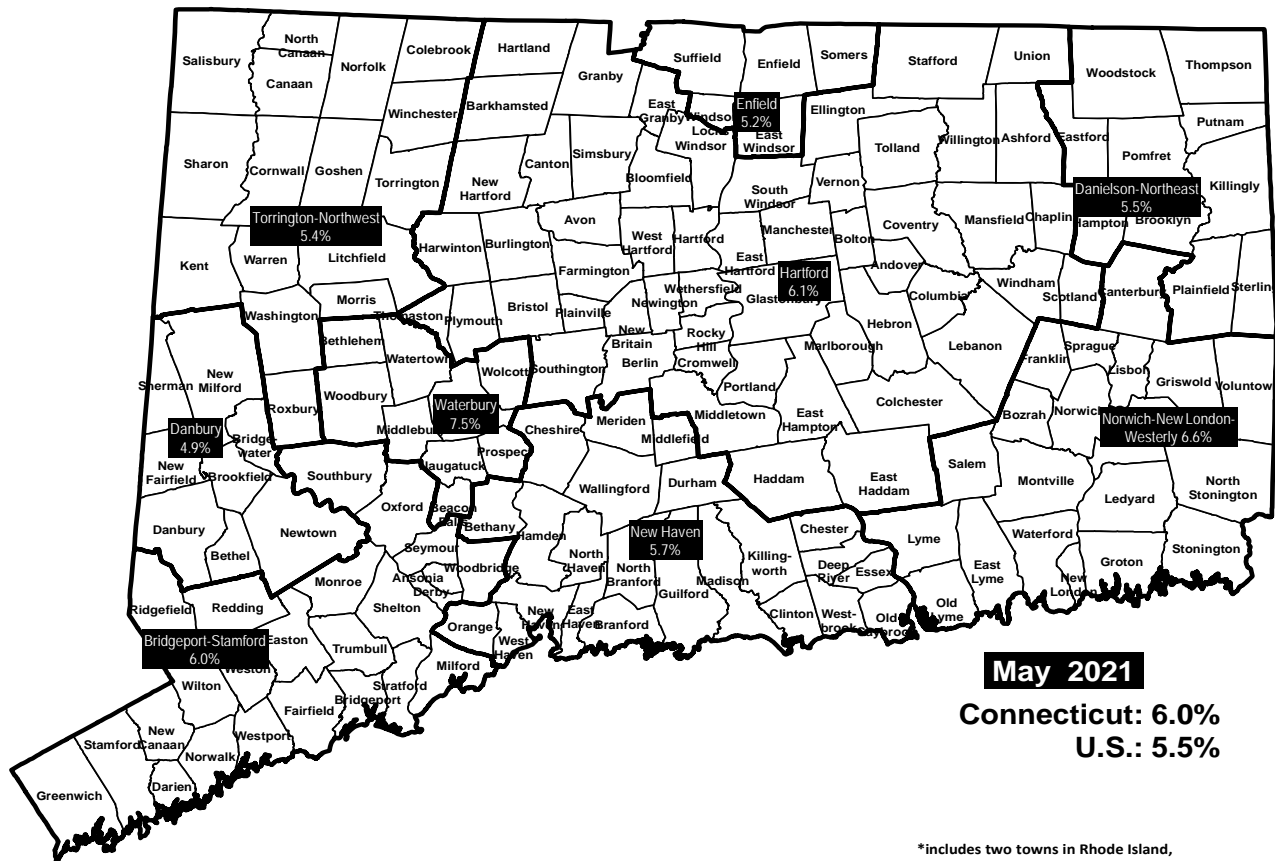 North
Canaan
Colebrook
Hartland
Suffield
Enfield
Somers
Stafford
Union
Woodstock
Thompson
Salisbury
Norfolk
Granby
Canaan
Winchester
Barkhamsted
East
Granby
Windsor
Locks
Enfield
5.2%
East
Windsor
Ellington
Willington
Ashford
Eastford
Putnam
Sharon
Cornwall
Goshen
Torrington
New
Hartford
Canton
Simsbury
Bloomfield
Windsor
Tolland
Pomfret
Killingly
South
Windsor
Vernon
Danielson-Northeast
5.5%
Torrington-Northwest
5.4%
Avon
Mansfield
Chaplin
Hampton
Brooklyn
Kent
Warren
Litchfield
Harwinton
Burlington
West
Hartford
Hartford
Manchester
Bolton
Coventry
Farmington
East
Hartford
Hartford
6.1%
Andover
Wethersfield
Glastonbury
Columbia
Windham
Scotland
Canterbury
Plainfield
Sterlin
Washington
Morris
Thomaston
Plymouth
Bristol
Plainville
Newington
Bethlehem
Watertown
New
Britain
Rocky
Hill
Hebron
Marlborough
Lebanon
Franklin
Sprague
Lisbon
Sherman
New
Milford
Roxbury
Woodbury
Wolcott
Southington
Berlin
Cromwell
Portland
Colchester
Griswold
Voluntown
Danbury
4.9%
Bridge-
water
Waterbury
7.5%
Middlebu
Cheshire
Meriden
Middletown
Middlefield
East
Hampton
Bozrah
Norwich
Norwich-New London-
Westerly 6.6%
New
Fairfield
Brookfield
Southbury
Naugatuck
Prospect
Wallingford
Durham
Haddam
East
Haddam
Salem
Montville
Ledyard
North
Stonington
Danbury
Bethel
Newtown
Oxford
Beacon
Falls
Bethany
Hamden
New Haven
5.7%
Killing-
worth
Chester
Lyme
Waterford
Seymour
Woodbridge
North
Haven
North
Branford
Guilford
Madison
Deep
River
Essex
East
Lyme
New
London
Groton
Stonington
Ridgefield
Redding
Monroe
Ansonia
Derby
Shelton
Orange
New
Haven
East
Haven
Branford
Clinton
West-
brook
Old
Saybrook
Old
Lyme
Bridgeport-Stamford
6.0%
Easton
Weston
Trumbull
West
Haven
Milford
Wilton
Fairfield
Bridgeport
Stratford
Stamford
New
Canaan
Norwalk
Westport
Greenwich
Darien
May 2021
Connecticut: 6.0%
U.S.: 5.5%
*includes two towns in Rhode Island,